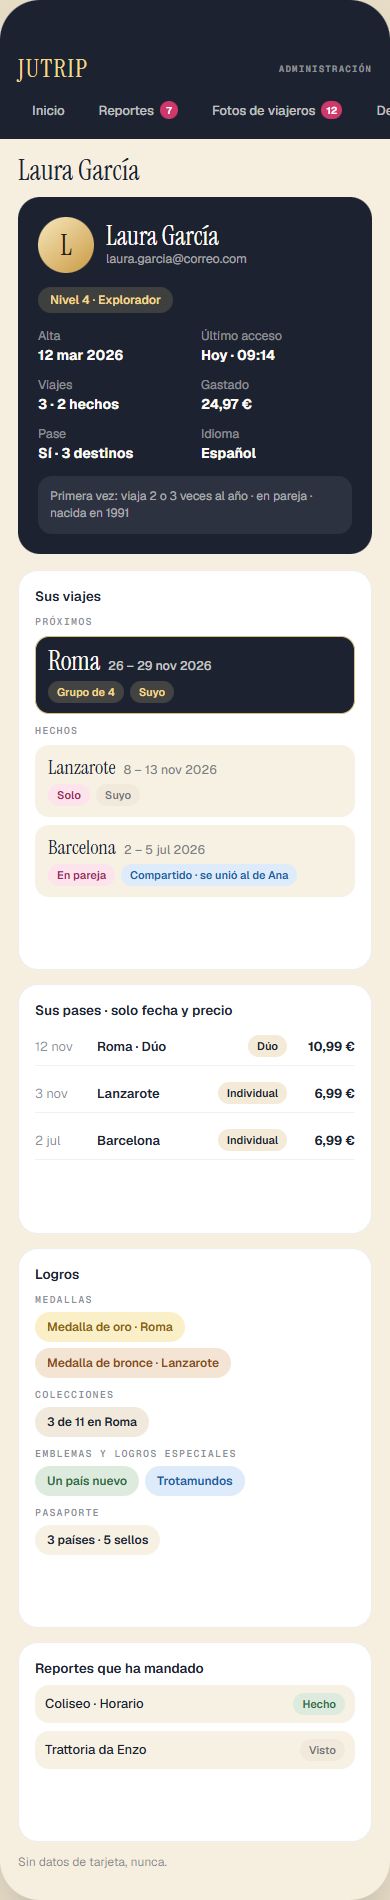 JUTRIP
ADMINISTRACIÓN
Inicio Reportes 7 Fotos de viajeros 12 De
Laura García
L
Laura García
laura.garcia@correo.com
Nivel 4 · Explorador
Alta Último acceso
12 mar 2026 Hoy · 09:14
Viajes Gastado
3 · 2 hechos 24,97 €
Pase Idioma
Sí · 3 destinos Español
Primera vez: viaja 2 o 3 veces al año · en pareja ·
nacida en 1991
Sus viajes
PRÓXIMOS
Roma 26 – 29 nov 2026
Grupo de 4 Suyo
HECHOS
Lanzarote 8 – 13 nov 2026
Solo Suyo
Barcelona 2 – 5 jul 2026
En pareja Compartido · se unió al de Ana
Sus pases · solo fecha y precio
12 nov Roma · Dúo Dúo 10,99 €
3 nov Lanzarote Individual 6,99 €
2 jul Barcelona Individual 6,99 €
Logros
MEDALLAS
Medalla de oro · Roma
Medalla de bronce · Lanzarote
COLECCIONES
3 de 11 en Roma
EMBLEMAS Y LOGROS ESPECIALES
Un país nuevo Trotamundos
PASAPORTE
3 países · 5 sellos
Reportes que ha mandado
Coliseo · Horario Hecho
Trattoria da Enzo Visto
Sin datos de tarjeta, nunca.